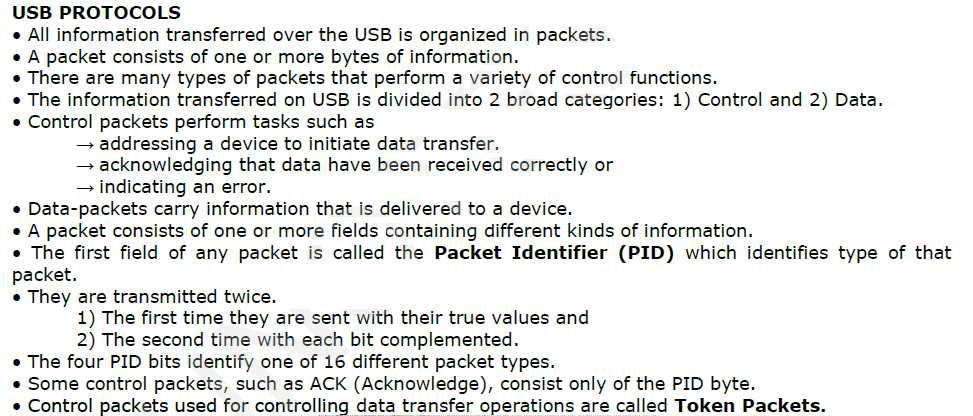 USB PROTOCOLS
• All information transferred over the USB is organized in packets.
• A packet consists of one or more bytes of information.
• There are many types of packets that perform a variety of control functions.
• The information transferred on USB is divided into 2 broad categories: 1) Control and 2) Data.
• Control packets perform tasks such as
→ addressing a device to initiate data transfer.
→ acknowledging that data have been received correctly or
→ indicating an error.
• Data-packets carry information that is delivered to a device.
• A packet consists of one or more fields containing different kinds of information.
• The first field of any packet is called the Packet Identifier (PID) which identifies type of that
packet.
• They are transmitted twice.
1) The first time they are sent with their true values and
2) The second time with each bit complemented.
• The four PID bits identify one of 16 different packet types.
• Some control packets, such as ACK (Acknowledge), consist only of the PID byte.
• Control packets used for controlling data transfer operations are called Token Packets.